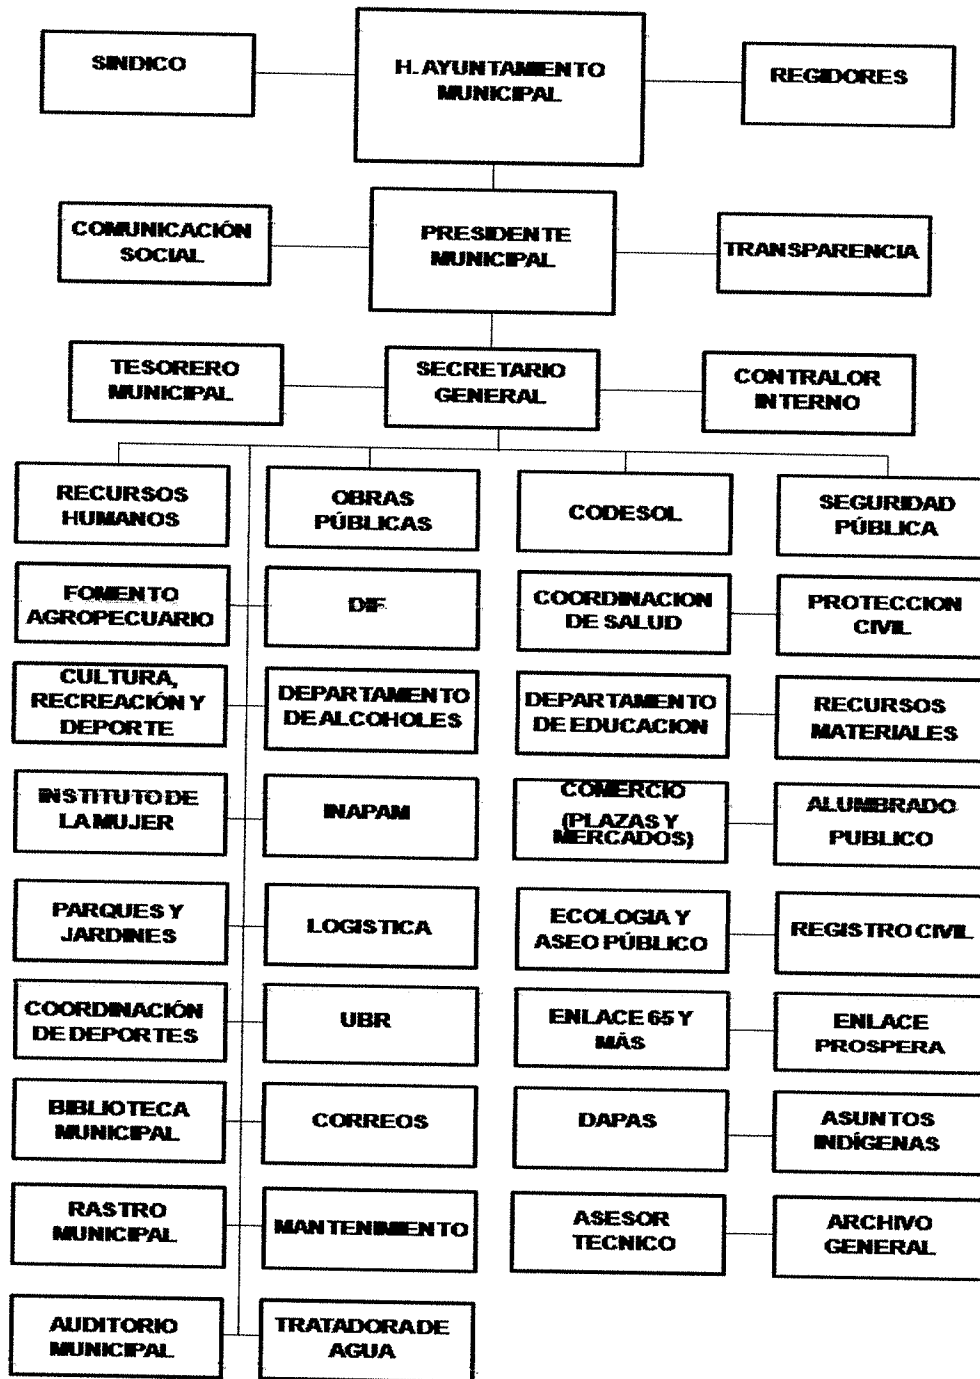 SINDICO
H. AYUNTAMIENTO
MUNICIPAL
REGIDORES
COMUNICACIÓN
SOCIAL
PRESIDENTE
MUNICIPAL
TRANSPARENCIA
TESORERO
MUNICIPAL
SECRETARIO
GENERAL
CONTRALOR
INTERNO
RECURSOS
HUMANOS
OBRAS
PÚBLICAS
CODESOL
SEGURIDAD
PÚBLICA
FOMENTO
AGROPECUARIO
DIF
COORDINACION
DE SALUD
PROTECCION
CIVIL
CULTURA,
RECREACIÓN Y
DEPORTE
DEPARTAMENTO
DE ALCOHOLES
DEPARTAMENTO
DE EDUCACION
RECURSOS
MATERIALES
INSTITUTO DE
LA MUJER
INAPAM
COMERCIO
(PLAZAS Y
MERCADOS)
ALUMBRADO
PUBLICO
PARQUES Y
JARDINES
LOGISTICA
ECOLOGIA Y
ASEO PÚBLICO
REGISTRO CIVIL
COORDINACIÓN
DE DEPORTES
UBR
ENLACE 65 Y
MÁS
ENLACE
PROSPERA
BIBLIOTECA
MUNICIPAL
CORREOS
DAPAS
ASUNTOS
INDÍGENAS
RASTRO
MUNICIPAL
MANTENIMIENTO
ASESOR
TECNICO
ARCHIVO
GENERAL
AUDITORIO
MUNICIPAL
TRATADORA DE
AGUA